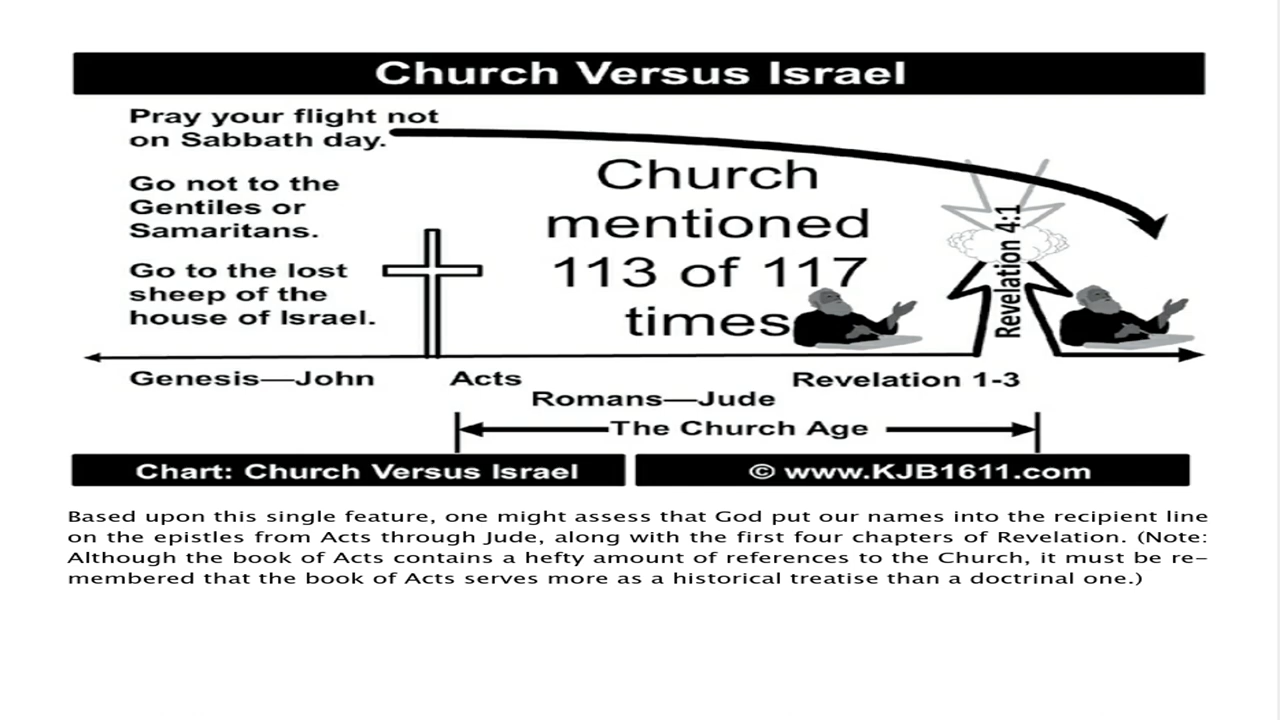 Church Versus Israel
Pray your flight not
on Sabbath day.
Go not to the
Gentiles or
Samaritans.
Go to the lost
sheep of the
house of Israel.
Church
mentioned
113 of 117
times
Revelation 4:1
Genesis—John
Acts
Revelation 1-3
Romans—Jude
The Church Age
Chart: Church Versus Israel
© www.KJB1611.com
Based upon this single feature, one might assess that God put our names into the recipient line
on the epistles from Acts through Jude, along with the first four chapters of Revelation. (Note:
Although the book of Acts contains a hefty amount of references to the Church, it must be re-
membered that the book of Acts serves more as a historical treatise than a doctrinal one.)